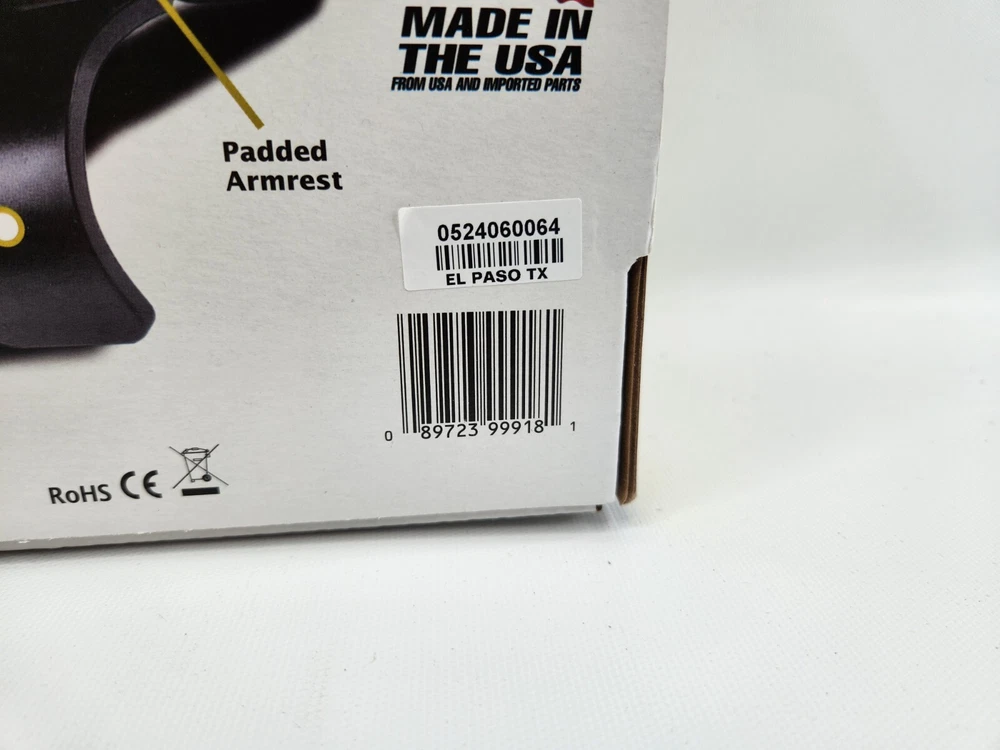 MADE IN
THE USA
FROM USA AND IMPORTED PARTS
Padded
Armrest
0524060064
EL PASO TX
0 89723 99918 1
RoHS CE